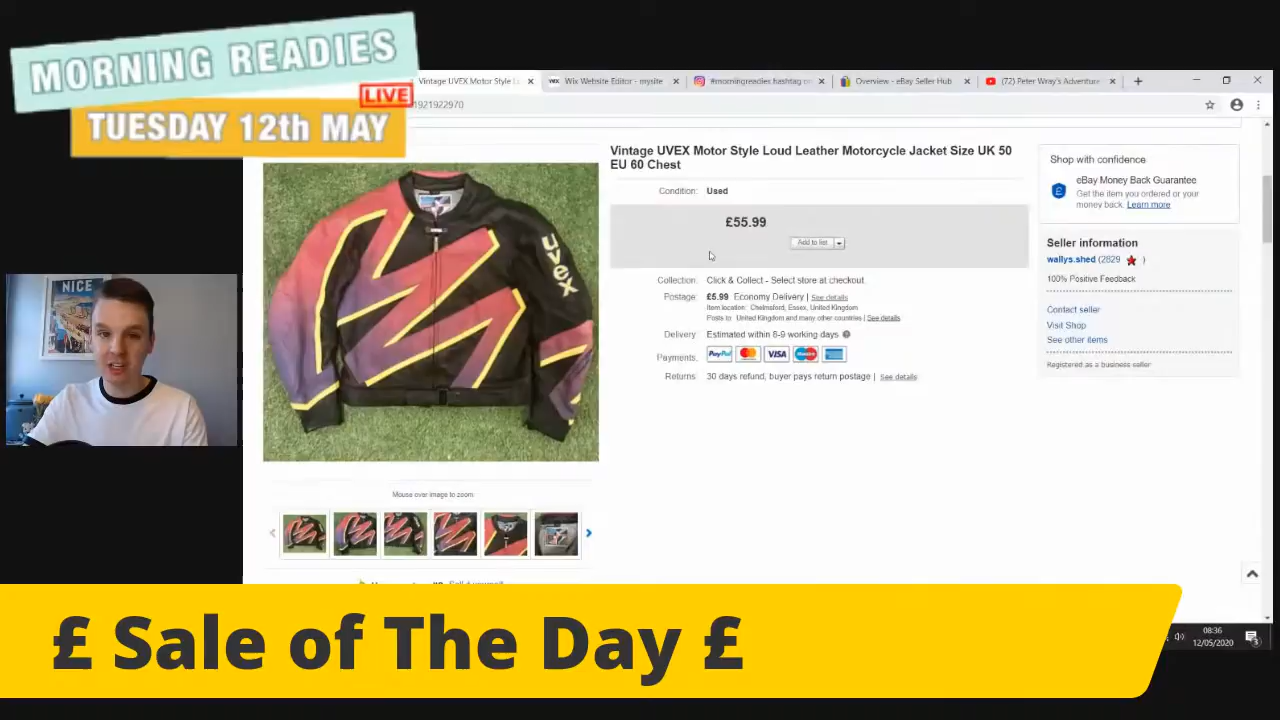 MORNING READIES
LIVE
TUESDAY 12th MAY
Vintage UVEX Motor Style L
Wix Website Editor - mysite
#morningreadies hashtag on
Overview - eBay Seller Hub
(72) Peter Wray's Adventure
1921922970
NICE
uvex
Vintage UVEX Motor Style Loud Leather Motorcycle Jacket Size UK 50
EU 60 Chest
Condition: Used
£55.99
Add to list
Collection: Click & Collect - Select store at checkout.
Postage: £5.99 Economy Delivery | See details
Item location: Chelmsford, Essex, United Kingdom
Posts to: United Kingdom and many other countries | See details
Delivery: Estimated within 6-9 working days
Payments: PayPal VISA
Returns: 30 days refund, buyer pays return postage | See details
Shop with confidence
eBay Money Back Guarantee
Get the item you ordered or your
money back. Learn more
Seller information
wallys.shed (2829 )
100% Positive Feedback
Contact seller
Visit Shop
See other items
Registered as a business seller
Mouse over image to zoom
£ Sale of The Day £
08:36
12/05/2020